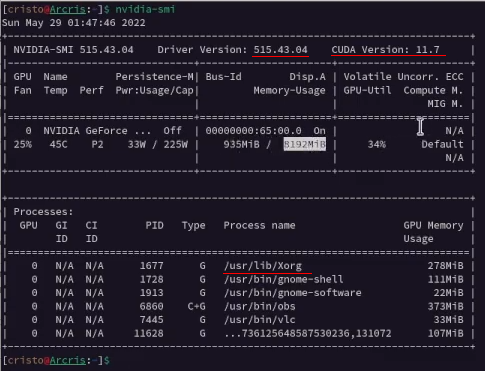 [cristo@Arcris:~]$ nvidia-smi
Sun May 29 01:47:46 2022
+-----------------------------------------------------------------------------+
| NVIDIA-SMI 515.43.04    Driver Version: 515.43.04    CUDA Version: 11.7     |
|-------------------------------+----------------------+----------------------+
| GPU  Name        Persistence-M| Bus-Id        Disp.A | Volatile Uncorr. ECC |
| Fan  Temp  Perf  Pwr:Usage/Cap|         Memory-Usage | GPU-Util  Compute M. |
|                               |                      |               MIG M. |
|===============================+======================+======================|
|   0  NVIDIA GeForce ...  Off  | 00000000:65:00.0  On |                  N/A |
| 25%   45C    P2    33W / 225W |    935MiB /  8192MiB |     34%      Default |
|                               |                      |                  N/A |
+-------------------------------+----------------------+----------------------+
+-----------------------------------------------------------------------------+
| Processes:                                                                  |
|  GPU   GI   CI        PID   Type   Process name                  GPU Memory |
|        ID   ID                                                   Usage      |
|=============================================================================|
|    0   N/A  N/A      1677      G   /usr/lib/Xorg                     278MiB |
|    0   N/A  N/A      1728      G   /usr/bin/gnome-shell              111MiB |
|    0   N/A  N/A      1913      G   /usr/bin/gnome-software            22MiB |
|    0   N/A  N/A      6860    C+G   /usr/bin/obs                      373MiB |
|    0   N/A  N/A      7445      G   /usr/bin/vlc                       33MiB |
|    0   N/A  N/A     11628      G   ...736125648587530236,131072      107MiB |
+-----------------------------------------------------------------------------+
[cristo@Arcris:~]$